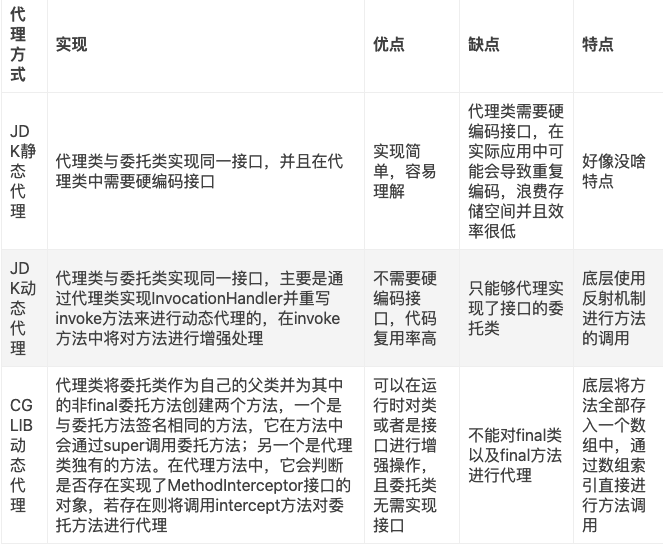 代
理
方
式
实现
优点
缺点
特点
JD
K静
态
代
理
代理类与委托类实现同一接口，并且在代
理类中需要硬编码接口
实现简
单，容易
理解
代理类需要硬
编码接口，在
实际应用中可
能会导致重复
编码，浪费存
储空间并且效
率很低
好像没啥
特点
JD
K动
态
代
理
代理类与委托类实现同一接口，主要是通
过代理类实现InvocationHandler并重写
invoke方法来进行动态代理的，在invoke
方法中将对方法进行增强处理
不需要硬
编码接
口，代码
复用率高
只能够代理实
现了接口的委
托类
底层使用
反射机制
进行方法
的调用
CG
LIB
动
态
代
理
代理类将委托类作为自己的父类并为其中
的非final委托方法创建两个方法，一个是
与委托方法签名相同的方法，它在方法中
会通过super调用委托方法；另一个是代理
类独有的方法。在代理方法中，它会判断
是否存在实现了MethodInterceptor接口的
对象，若存在则将调用intercept方法对委
托方法进行代理
可以在运
行时对类
或者是接
口进行增
强操作，
且委托类
无需实现
接口
不能对final类
以及final方法
进行代理
底层将方
法全部存
入一个数
组中，通
过数组索
引直接进
行方法调
用